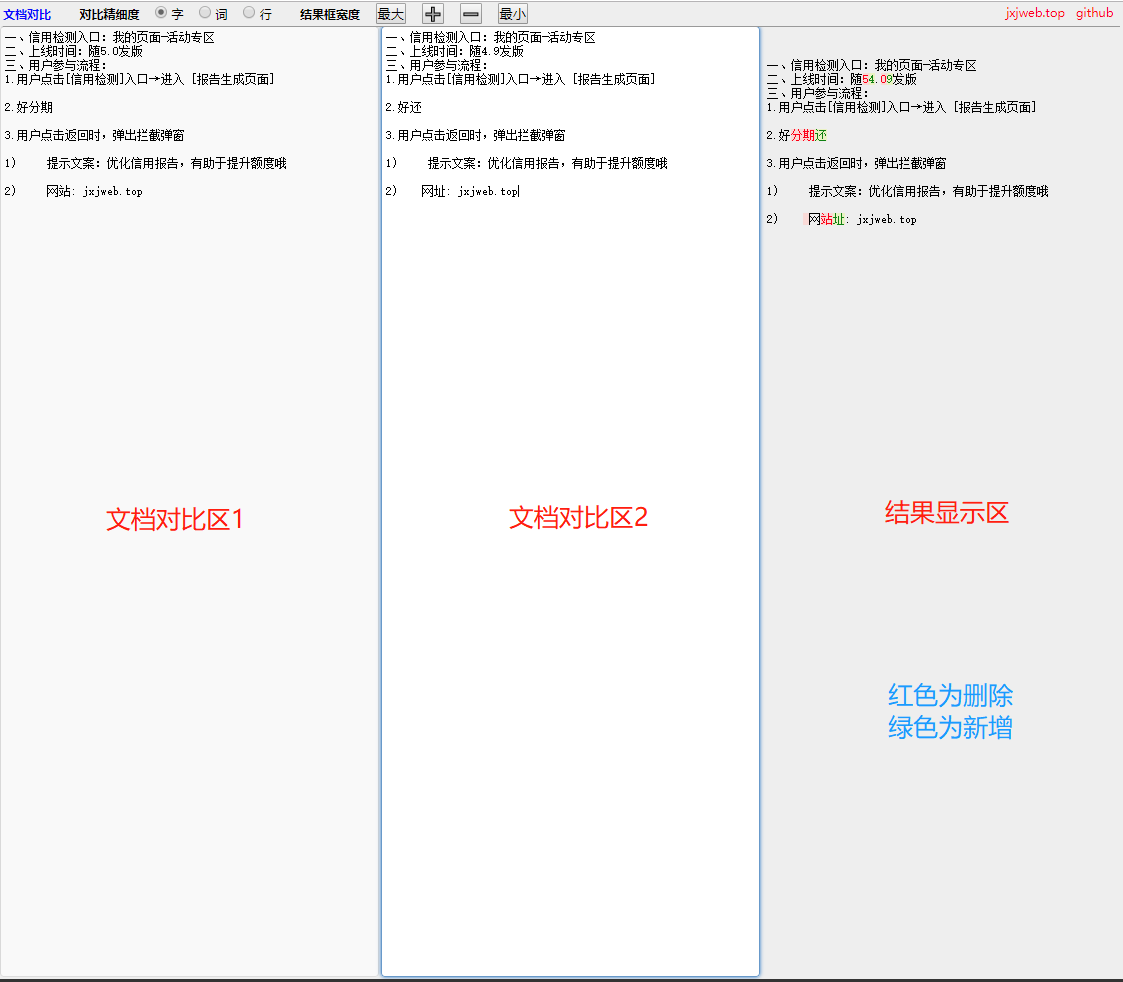 文档对比 对比精细度 字 词 行 结果框宽度 最大 最小 jxjweb.top github
一、信用检测入口：我的页面-活动专区
二、上线时间：随5.0发版
三、用户参与流程：
1.用户点击[信用检测]入口→进入 [报告生成页面]
2.好分期
3.用户点击返回时，弹出拦截弹窗
1） 提示文案：优化信用报告，有助于提升额度哦
2） 网站：jxjweb.top
文档对比区1
一、信用检测入口：我的页面-活动专区
二、上线时间：随4.9发版
三、用户参与流程：
1.用户点击[信用检测]入口→进入 [报告生成页面]
2.好还
3.用户点击返回时，弹出拦截弹窗
1） 提示文案：优化信用报告，有助于提升额度哦
2） 网址：jxjweb.top
文档对比区2
一、信用检测入口：我的页面-活动专区
二、上线时间：随54.09发版
三、用户参与流程：
1.用户点击[信用检测]入口→进入 [报告生成页面]
2.好分期还
3.用户点击返回时，弹出拦截弹窗
1） 提示文案：优化信用报告，有助于提升额度哦
2） 网站址：jxjweb.top
结果显示区
红色为删除
绿色为新增